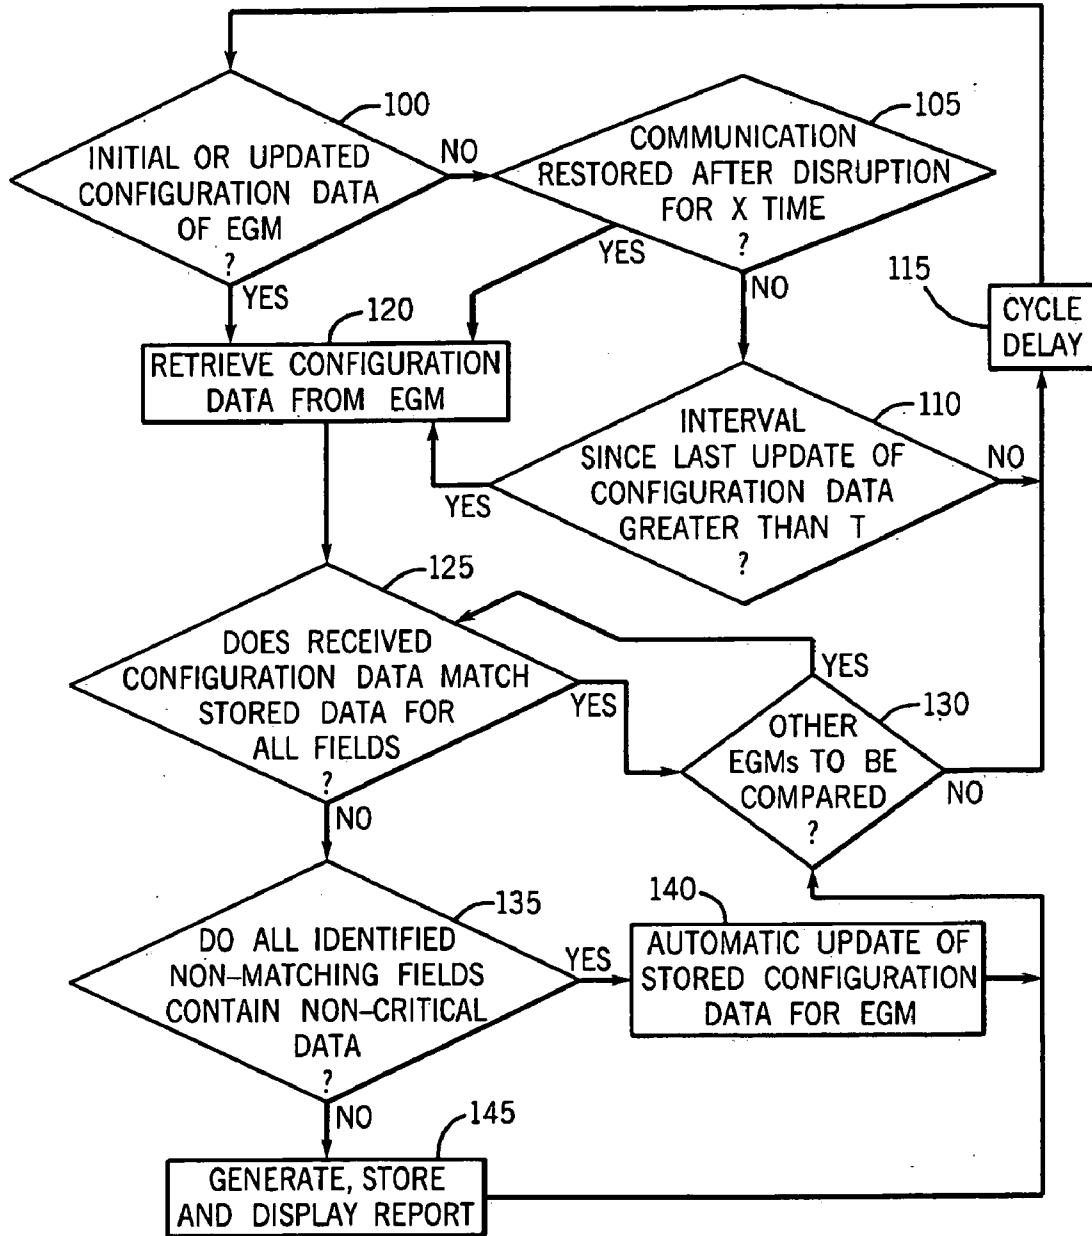 100
INITIAL OR UPDATED
CONFIGURATION DATA
OF EGM
?
NO
YES
105
COMMUNICATION
RESTORED AFTER DISRUPTION
FOR X TIME
?
YES
NO
115
CYCLE
DELAY
120
RETRIEVE CONFIGURATION
DATA FROM EGM
110
INTERVAL
SINCE LAST UPDATE OF
CONFIGURATION DATA
GREATER THAN T
?
YES
NO
125
DOES RECEIVED
CONFIGURATION DATA MATCH
STORED DATA FOR
ALL FIELDS
?
YES
NO
130
YES
OTHER
EGMs TO BE
COMPARED
?
NO
135
DO ALL IDENTIFIED
NON-MATCHING FIELDS
CONTAIN NON-CRITICAL
DATA
?
YES
NO
140
AUTOMATIC UPDATE OF
STORED CONFIGURATION
DATA FOR EGM
145
GENERATE, STORE
AND DISPLAY REPORT